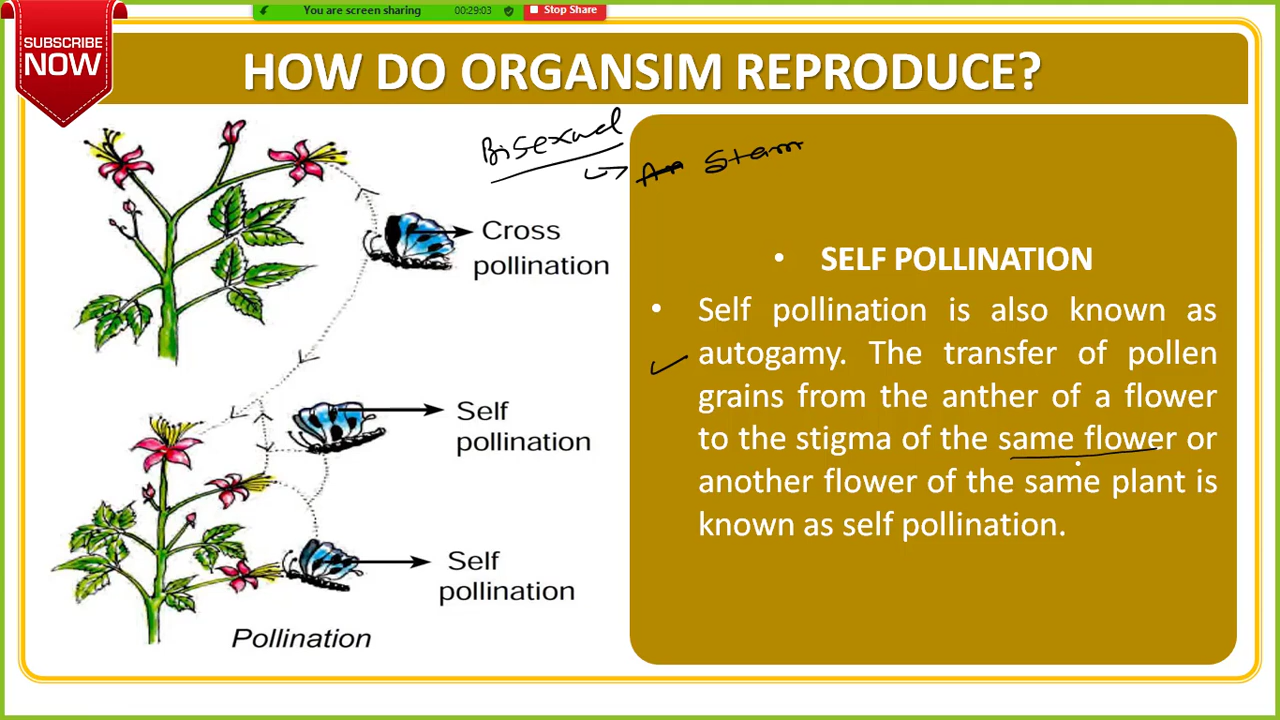 You are screen sharing
00:29:03
Stop Share
SUBSCRIBE
NOW
HOW DO ORGANSIM REPRODUCE?
Bisexual
Stam
Cross
pollination
Self
pollination
Self
pollination
Pollination
• SELF POLLINATION
• Self pollination is also known as
autogamy. The transfer of pollen
grains from the anther of a flower
to the stigma of the same flower or
another flower of the same plant is
known as self pollination.